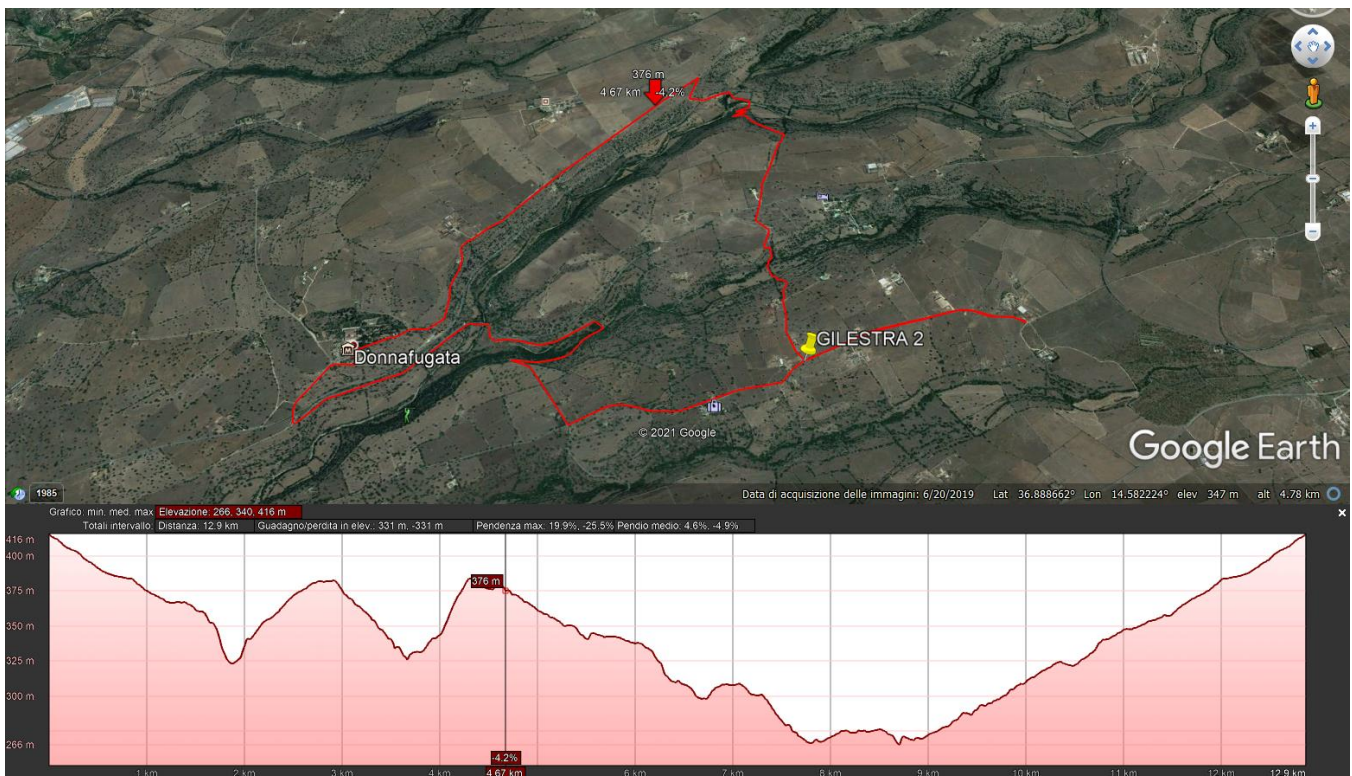 376 m
4.67 km -4.2%
Donnafugata
GILESTRA 2
© 2021 Google
Google Earth
1985
Data di acquisizione delle immagini: 6/20/2019 Lat 36.888662° Lon 14.582224° elev 347 m alt 4.78 km
Grafico: min. med. max Elevazione: 266, 340, 416 m
Totali intervallo: Distanza: 12.9 km Guadagno/perdita in elev.: 331 m, -331 m Pendenza max: 19.9%, -25.5% Pendio medio: 4.6%, -4.9%
416 m
400 m
375 m
376 m
350 m
325 m
300 m
266 m
-4.2%
1 km 2 km 3 km 4 km 4.67 km 6 km 7 km 8 km 9 km 10 km 11 km 12 km 12.9 km